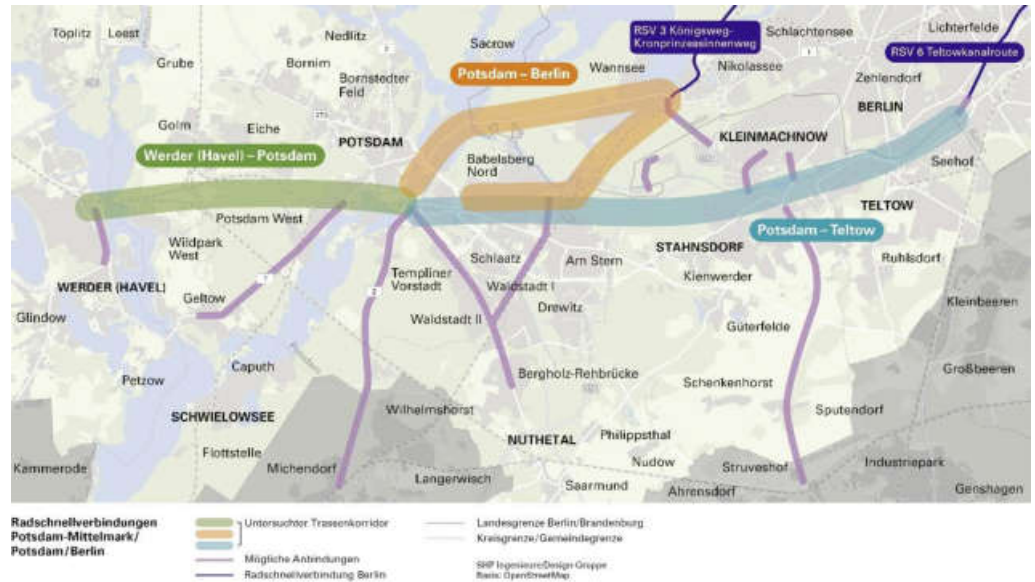 Töplitz
Leest
Nedlitz
Grube
Bornim
Bornstedter
Feld
Sacrow
Wannsee
RSV 3 Königsweg-
Kronprinzessinnenweg
Schlachtensee
Nikolassee
Lichterfelde
RSV 6 Teltowkanalroute
Zehlendorf
BERLIN
Potsdam – Berlin
Golm
Eiche
273
POTSDAM
Babelsberg
Nord
KLEINMACHNOW
Seehof
Werder (Havel) – Potsdam
Potsdam West
Wildpark
West
TELTOW
Potsdam – Teltow
Ruhlsdorf
Schlaatz
Am Stern
STAHNSDORF
Kienwerder
WERDER (HAVEL)
Geltow
Templiner
Vorstadt
Waldstadt I
Waldstadt II
Drewitz
Güterfelde
Kleinbeeren
Glindow
1
2
Petzow
Caputh
Bergholz-Rehbrücke
Schenkenhorst
Großbeeren
SCHWIELOWSEE
Wilhelmshorst
NUTHETAL
Philippsthal
Sputendorf
Flottstelle
Kammerode
Michendorf
Langerwisch
Saarmund
Nudow
Ahrensdorf
Struveshof
Industriepark
Genshagen
Radschnellverbindungen
Potsdam-Mittelmark/
Potsdam/Berlin
Untersuchter Trassenkorridor
Mögliche Anbindungen
Radschnellverbindung Berlin
Landesgrenze Berlin/Brandenburg
Kreisgrenze/Gemeindegrenze
SHP Ingenieure/Design-Gruppe
Basis: OpenStreetMap